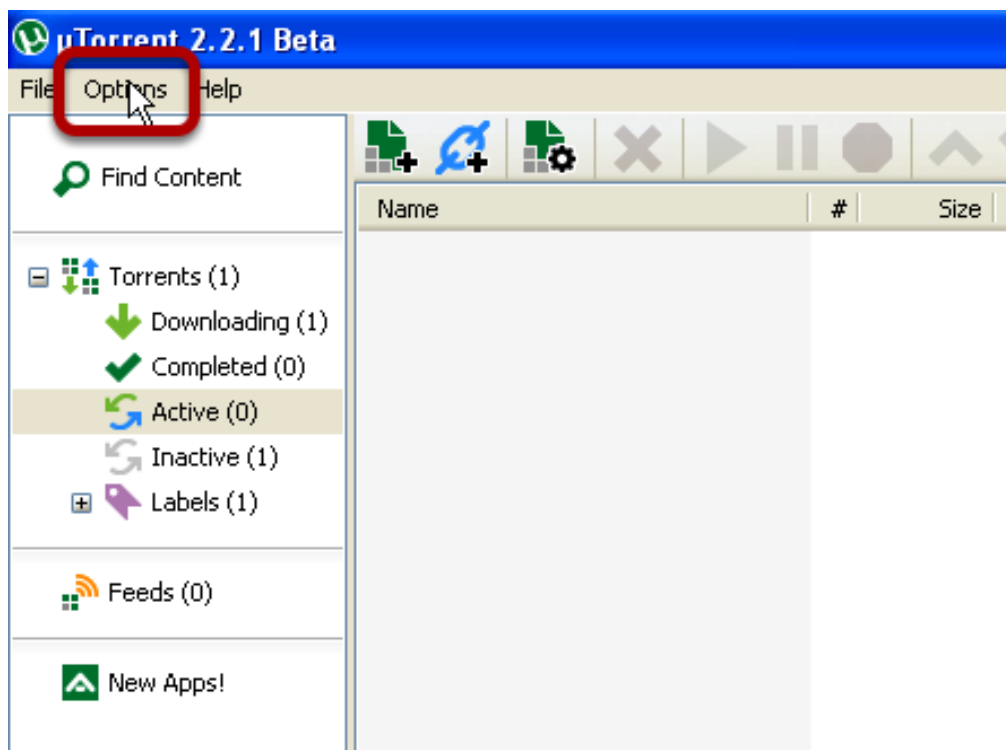 µTorrent 2.2.1 Beta
File Options Help
Find Content
Name # Size
Torrents (1)
Downloading (1)
Completed (0)
Active (0)
Inactive (1)
Labels (1)
Feeds (0)
New Apps!